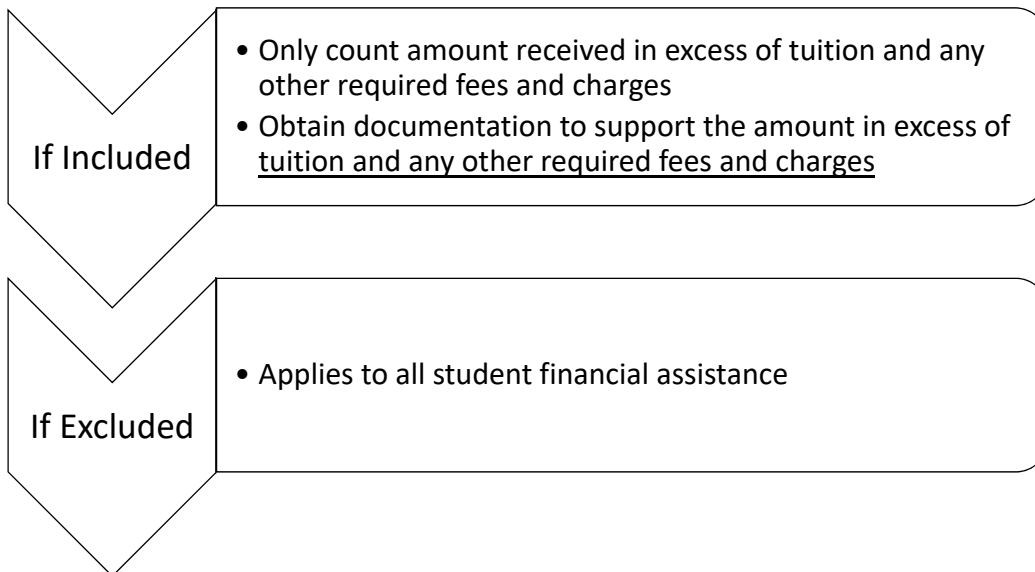 If Included
• Only count amount received in excess of tuition and any
other required fees and charges
• Obtain documentation to support the amount in excess of
tuition and any other required fees and charges
If Excluded
• Applies to all student financial assistance